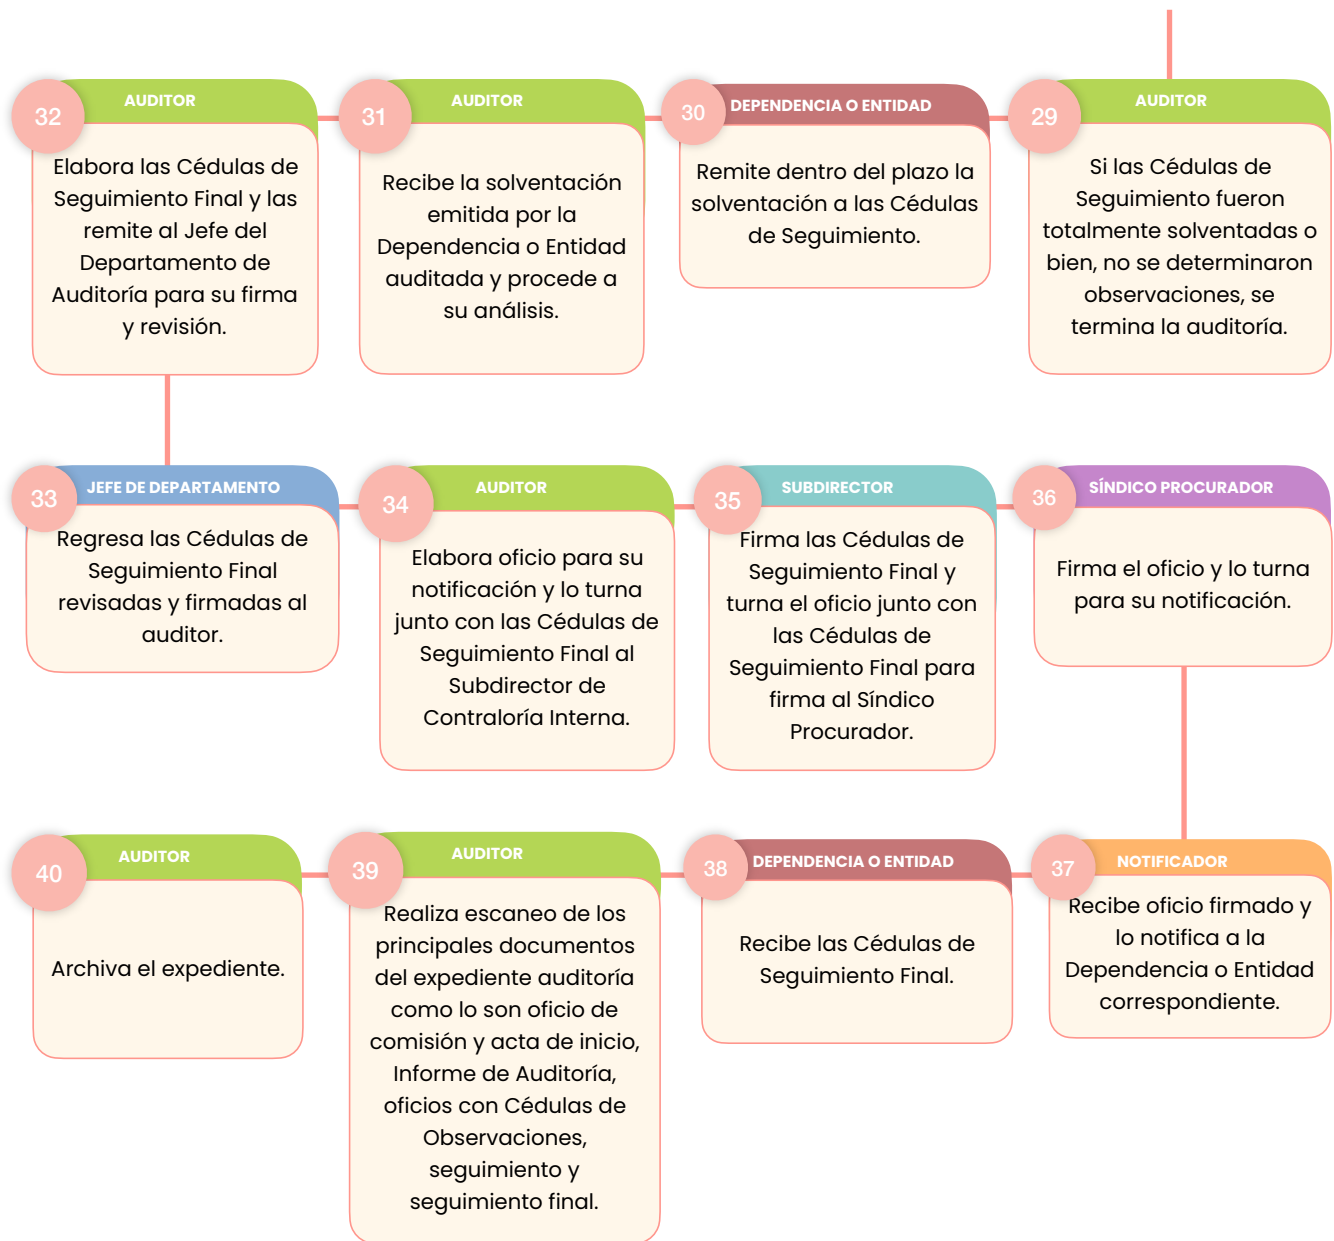 29
AUDITOR
Si las Cédulas de
Seguimiento fueron
totalmente solventadas o
bien, no se determinaron
observaciones, se
termina la auditoría.
30
DEPENDENCIA O ENTIDAD
Remite dentro del plazo la
solventación a las Cédulas
de Seguimiento.
31
AUDITOR
Recibe la solventación
emitida por la
Dependencia o Entidad
auditada y procede a
su análisis.
32
AUDITOR
Elabora las Cédulas de
Seguimiento Final y las
remite al Jefe del
Departamento de
Auditoría para su firma
y revisión.
33
JEFE DE DEPARTAMENTO
Regresa las Cédulas de
Seguimiento Final
revisadas y firmadas al
auditor.
34
AUDITOR
Elabora oficio para su
notificación y lo turna
junto con las Cédulas de
Seguimiento Final al
Subdirector de
Contraloría Interna.
35
SUBDIRECTOR
Firma las Cédulas de
Seguimiento Final y
turna el oficio junto con
las Cédulas de
Seguimiento Final para
firma al Síndico
Procurador.
36
SÍNDICO PROCURADOR
Firma el oficio y lo turna
para su notificación.
37
NOTIFICADOR
Recibe oficio firmado y
lo notifica a la
Dependencia o Entidad
correspondiente.
38
DEPENDENCIA O ENTIDAD
Recibe las Cédulas de
Seguimiento Final.
39
AUDITOR
Realiza escaneo de los
principales documentos
del expediente auditoría
como lo son oficio de
comisión y acta de inicio,
Informe de Auditoría,
oficios con Cédulas de
Observaciones,
seguimiento y
seguimiento final.
40
AUDITOR
Archiva el expediente.